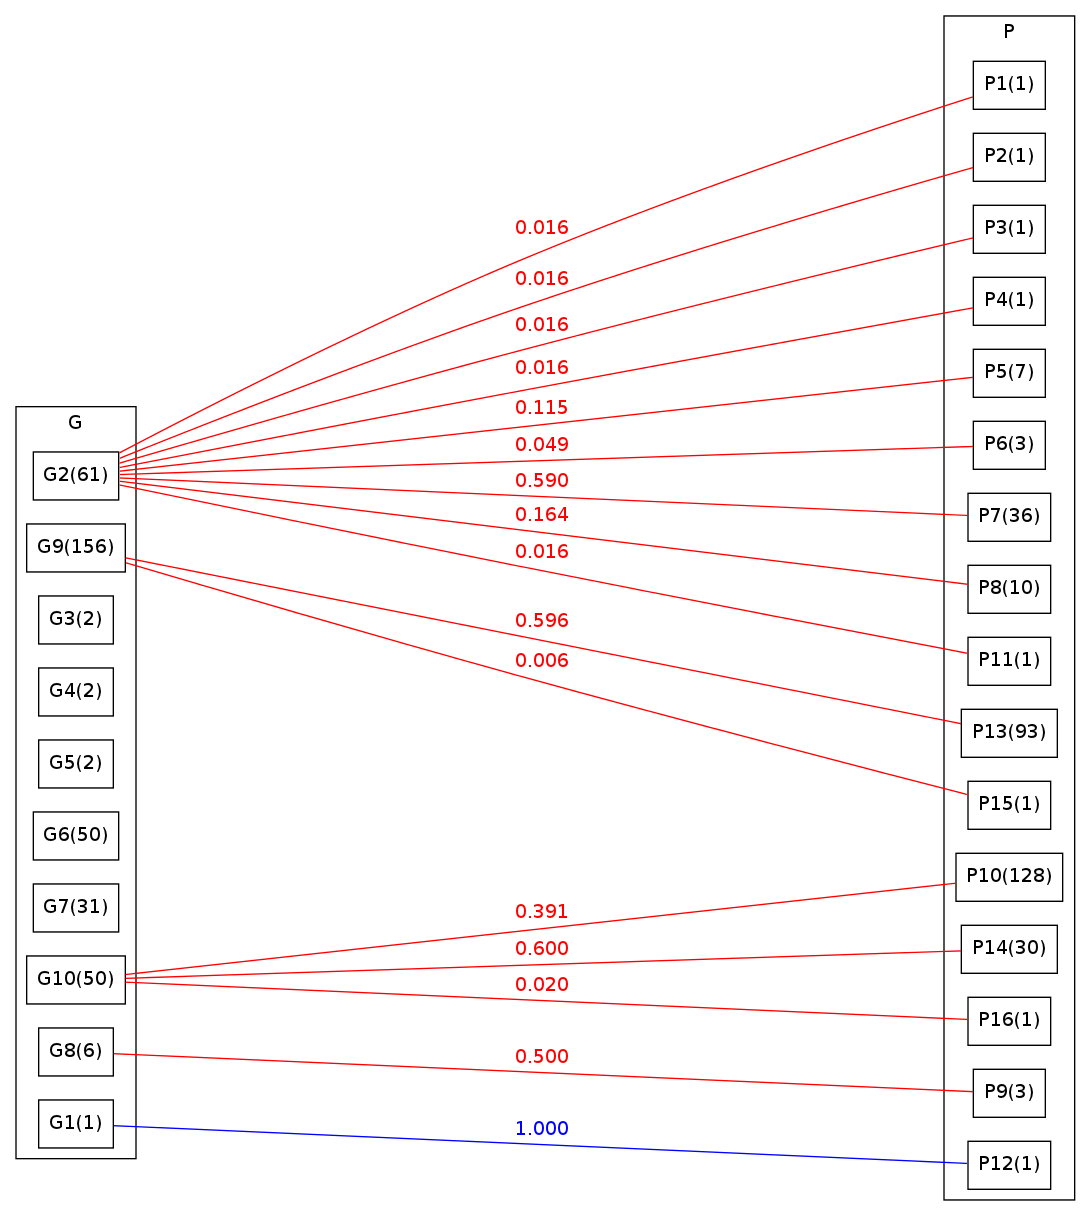 P
P1(1)
P2(1)
P3(1)
P4(1)
P5(7)
P6(3)
P7(36)
P8(10)
P11(1)
P13(93)
P15(1)
P10(128)
P14(30)
P16(1)
P9(3)
P12(1)
0.016
0.016
0.016
0.016
0.115
0.049
0.590
0.164
0.016
0.596
0.006
0.391
0.600
0.020
0.500
1.000
G
G2(61)
G9(156)
G3(2)
G4(2)
G5(2)
G6(50)
G7(31)
G10(50)
G8(6)
G1(1)